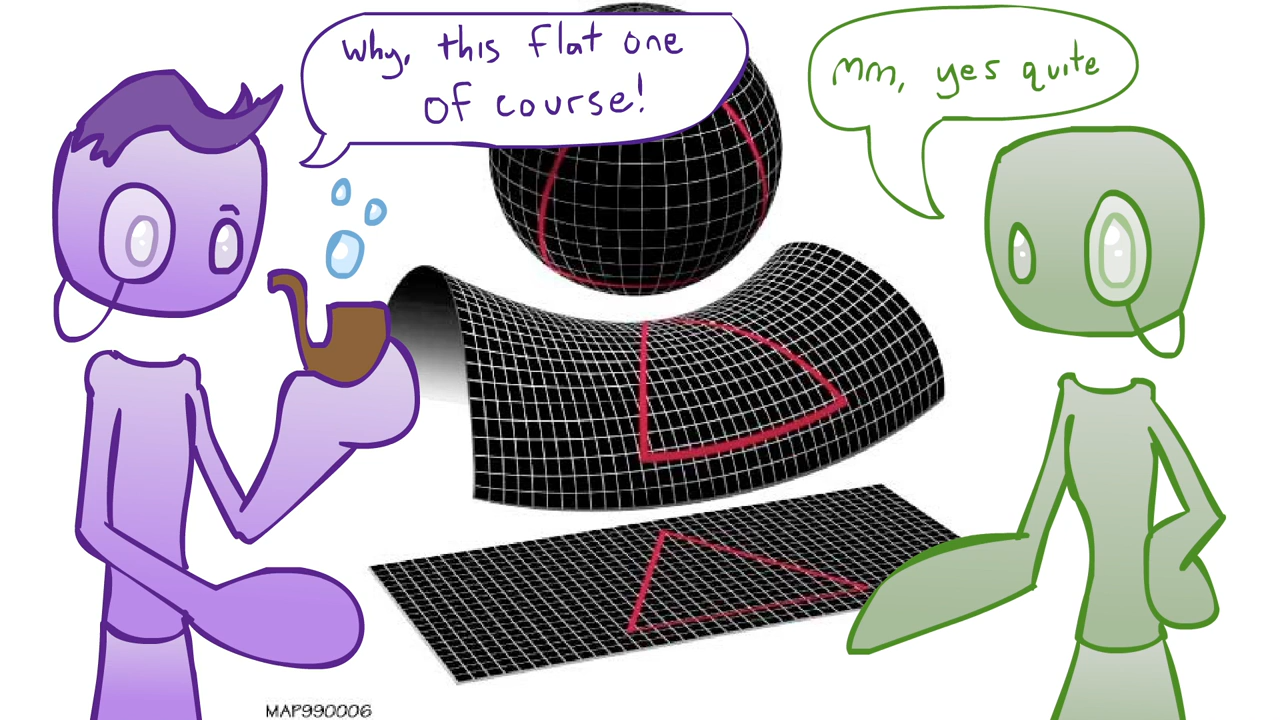 Why, this flat one
of course!
Mm, yes quite
MAP990006